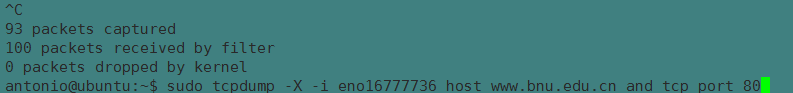 ^C
93 packets captured
100 packets received by filter
0 packets dropped by kernel
antonio@ubuntu:~$ sudo tcpdump -X -i eno16777736 host www.bnu.edu.cn and tcp port 80